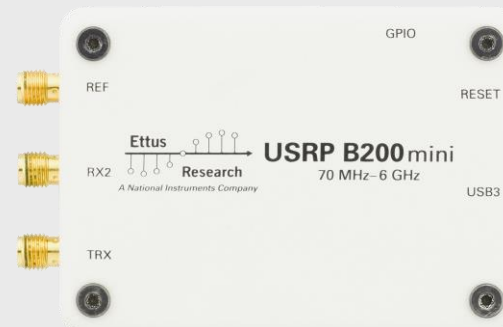 GPIO
REF
RESET
Ettus
Research
A National Instruments Company
USRP B200mini
70 MHz–6 GHz
RX2
USB3
TRX